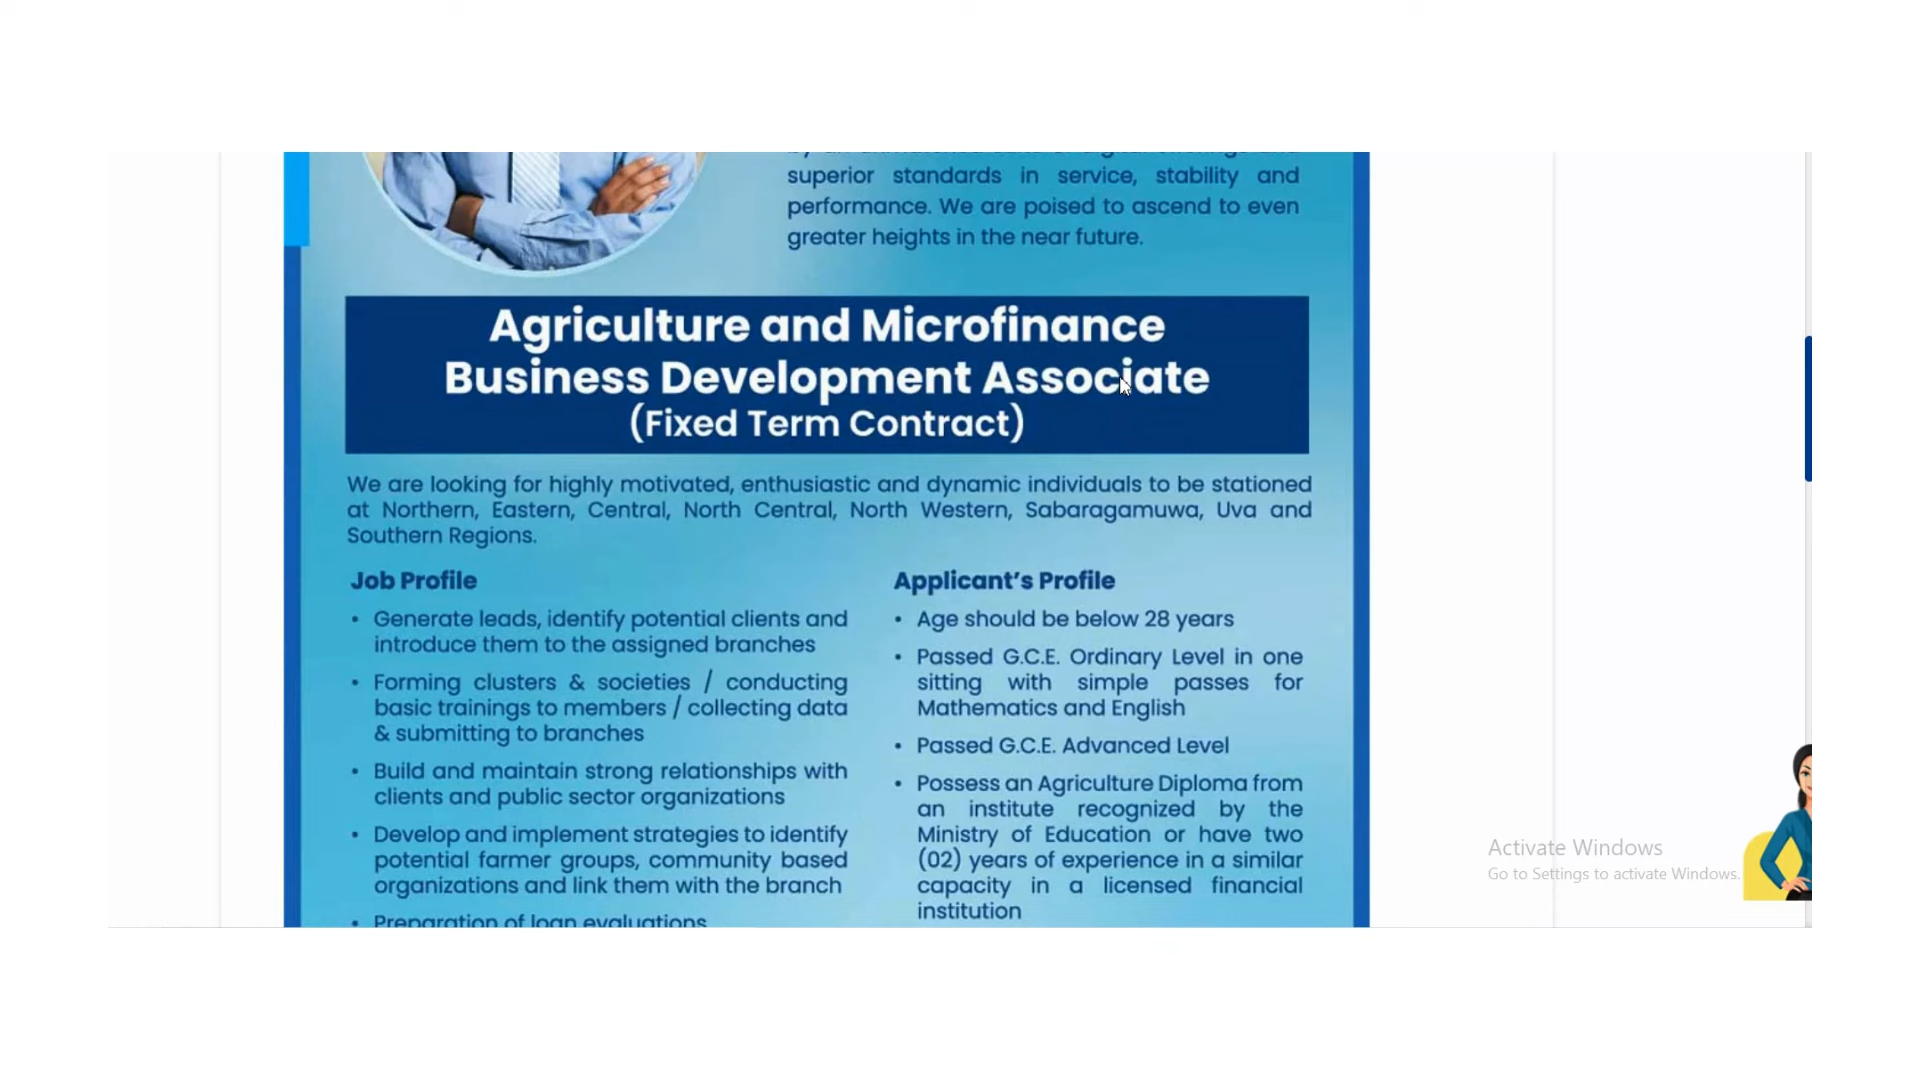 superior standards in service, stability and
performance. We are poised to ascend to even
greater heights in the near future.
Agriculture and Microfinance
Business Development Associate
(Fixed Term Contract)
We are looking for highly motivated, enthusiastic and dynamic individuals to be stationed
at Northern, Eastern, Central, North Central, North Western, Sabaragamuwa, Uva and
Southern Regions.
Job Profile
• Generate leads, identify potential clients and
introduce them to the assigned branches
• Forming clusters & societies / conducting
basic trainings to members / collecting data
& submitting to branches
• Build and maintain strong relationships with
clients and public sector organizations
• Develop and implement strategies to identify
potential farmer groups, community based
organizations and link them with the branch
• Preparation of loan evaluations
Applicant's Profile
• Age should be below 28 years
• Passed G.C.E. Ordinary Level in one
sitting with simple passes for
Mathematics and English
• Passed G.C.E. Advanced Level
• Possess an Agriculture Diploma from
an institute recognized by the
Ministry of Education or have two
(02) years of experience in a similar
capacity in a licensed financial
institution
Activate Windows
Go to Settings to activate Windows.